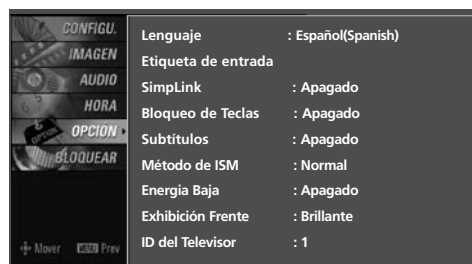 CONFIGU.
IMAGEN
AUDIO
HORA
OPCION
BLOQUEAR
Mover MENU Prev
Lenguaje : Español(Spanish)
Etiqueta de entrada
SimpLink : Apagado
Bloqueo de Teclas : Apagado
Subtítulos : Apagado
Método de ISM : Normal
Energia Baja : Apagado
Exhibición Frente : Brillante
ID del Televisor : 1